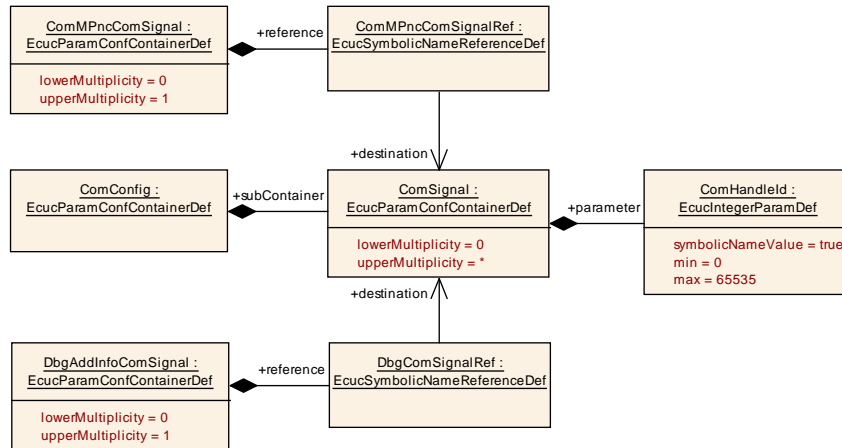 ComMPncComSignal :
EcucParamConfContainerDef
lowerMultiplicity = 0
upperMultiplicity = 1
+reference
ComMPncComSignalRef :
EcucSymbolicNameReferenceDef
+destination
ComConfig :
EcucParamConfContainerDef
+subContainer
ComSignal :
EcucParamConfContainerDef
lowerMultiplicity = 0
upperMultiplicity = *
+parameter
ComHandleId :
EcucIntegerParamDef
symbolicNameValue = true
min = 0
max = 65535
+destination
DbgAddInfoComSignal :
EcucParamConfContainerDef
lowerMultiplicity = 0
upperMultiplicity = 1
+reference
DbgComSignalRef :
EcucSymbolicNameReferenceDef